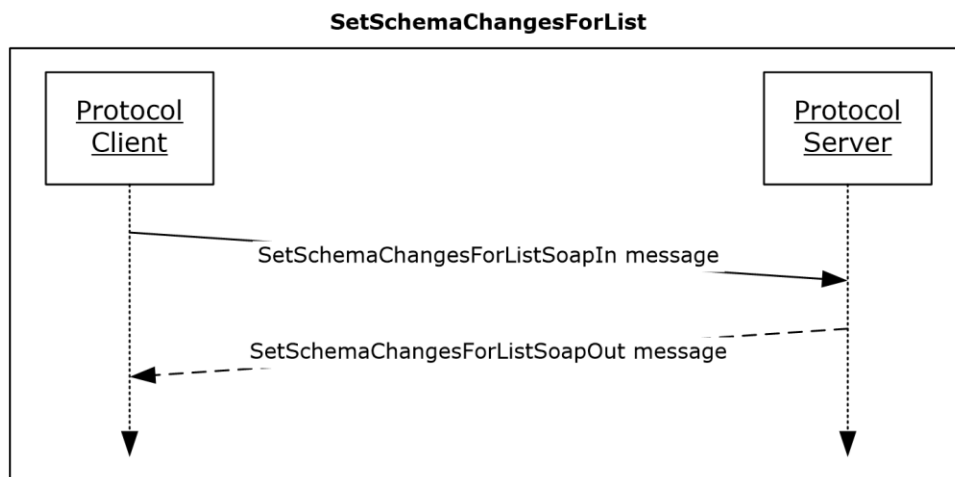 SetSchemaChangesForList
Protocol
Client
Protocol
Server
SetSchemaChangesForListSoapIn message
SetSchemaChangesForListSoapOut message